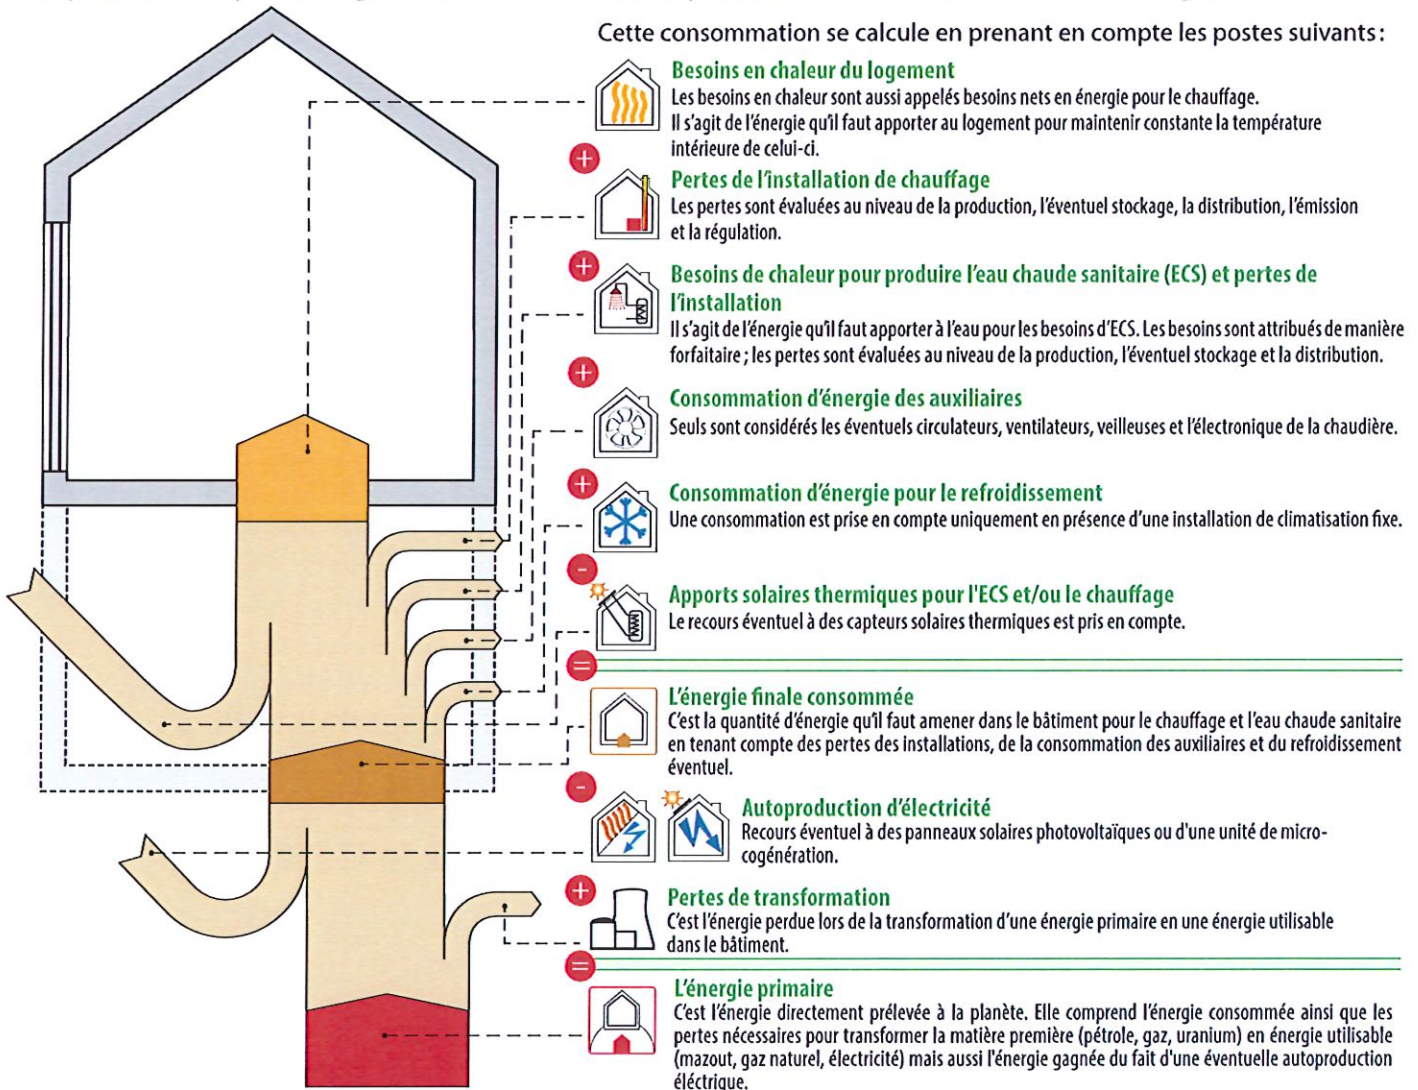 Cette consommation se calcule en prenant en compte les postes suivants :
Besoins en chaleur du logement
Les besoins en chaleur sont aussi appelés besoins nets en énergie pour le chauffage.
Il s'agit de l'énergie qu'il faut apporter au logement pour maintenir constante la température
intérieure de celui-ci.
+
Pertes de l'installation de chauffage
Les pertes sont évaluées au niveau de la production, l'éventuel stockage, la distribution, l'émission
et la régulation.
+
Besoins de chaleur pour produire l'eau chaude sanitaire (ECS) et pertes de
l'installation
Il s'agit de l'énergie qu'il faut apporter à l'eau pour les besoins d'ECS. Les besoins sont attribués de manière
forfaitaire ; les pertes sont évaluées au niveau de la production, l'éventuel stockage et la distribution.
+
Consommation d'énergie des auxiliaires
Seuls sont considérés les éventuels circulateurs, ventilateurs, veilleuses et l'électronique de la chaudière.
+
Consommation d'énergie pour le refroidissement
Une consommation est prise en compte uniquement en présence d'une installation de climatisation fixe.
-
Apports solaires thermiques pour l'ECS et/ou le chauffage
Le recours éventuel à des capteurs solaires thermiques est pris en compte.
=
L'énergie finale consommée
C'est la quantité d'énergie qu'il faut amener dans le bâtiment pour le chauffage et l'eau chaude sanitaire
en tenant compte des pertes des installations, de la consommation des auxiliaires et du refroidissement
éventuel.
-
Autoproduction d'électricité
Recours éventuel à des panneaux solaires photovoltaïques ou d'une unité de micro-
cogénération.
+
Pertes de transformation
C'est l'énergie perdue lors de la transformation d'une énergie primaire en une énergie utilisable
dans le bâtiment.
=
L'énergie primaire
C'est l'énergie directement prélevée à la planète. Elle comprend l'énergie consommée ainsi que les
pertes nécessaires pour transformer la matière première (pétrole, gaz, uranium) en énergie utilisable
(mazout, gaz naturel, électricité) mais aussi l'énergie gagnée du fait d'une éventuelle autoproduction
éléctrique.